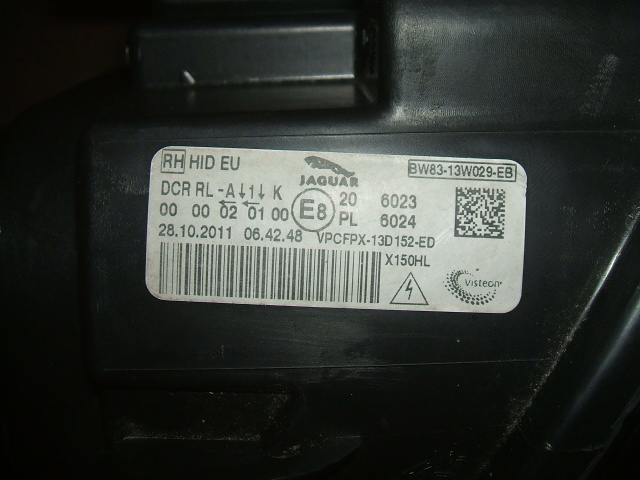 RH HID EU
JAGUAR
BW83-13W029-EB
DCR RL -A↓1↓ K
00 00 02 01 00
E8
20 6023
PL 6024
28.10.2011 06.42.48 VPCFPX-13D152-ED
X150HL
Visteon